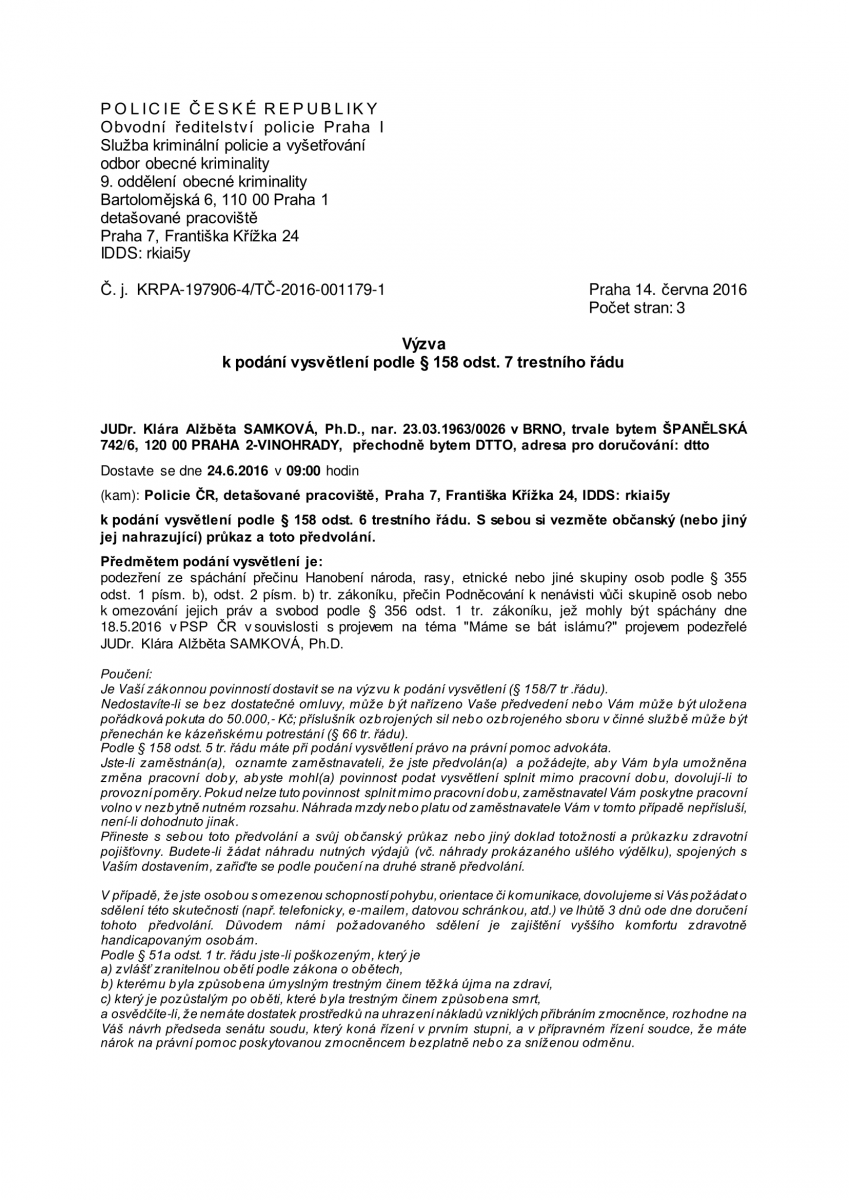 POLICIE ČESKÉ REPUBLIKY
Obvodní ředitelství policie Praha I
Služba kriminální policie a vyšetřování
odbor obecné kriminality
9. oddělení obecné kriminality
Bartolomějská 6, 110 00 Praha 1
detašované pracoviště
Praha 7, Františka Křížka 24
IDDS: rkiai5y
Č. j. KRPA-197906-4/TČ-2016-001179-1
Praha 14. června 2016
Počet stran: 3
Výzva
k podání vysvětlení podle § 158 odst. 7 trestního řádu
JUDr. Klára Alžběta SAMKOVÁ, Ph.D., nar. 23.03.1963/0026 v BRNO, trvale bytem ŠPANĚLSKÁ
742/6, 120 00 PRAHA 2-VINOHRADY, přechodně bytem DTTO, adresa pro doručování: dtto
Dostavte se dne 24.6.2016 v 09:00 hodin
(kam): Policie ČR, detašované pracoviště, Praha 7, Františka Křížka 24, IDDS: rkiai5y
k podání vysvětlení podle § 158 odst. 6 trestního řádu. S sebou si vezměte občanský (nebo jiný
jej nahrazující) průkaz a toto předvolání.
Předmětem podání vysvětlení je:
podezření ze spáchání přečinu Hanobení národa, rasy, etnické nebo jiné skupiny osob podle § 355
odst. 1 písm. b), odst. 2 písm. b) tr. zákoníku, přečin Podněcování k nenávisti vůči skupině osob nebo
k omezování jejich práv a svobod podle § 356 odst. 1 tr. zákoníku, jež mohly být spáchány dne
18.5.2016 v PSP ČR v souvislosti s projevem na téma "Máme se bát islámu?" projevem podezřelé
JUDr. Klára Alžběta SAMKOVÁ, Ph.D.
Poučení:
Je Vaší zákonnou povinností dostavit se na výzvu k podání vysvětlení (§ 158/7 tr .řádu).
Nedostavíte-li se bez dostatečné omluvy, může být nařízeno Vaše předvedení nebo Vám může být uložena
pořádková pokuta do 50.000,- Kč; příslušník ozbrojených sil nebo ozbrojeného sboru v činné službě může být
přenechán ke kázeňskému potrestání (§ 66 tr. řádu).
Podle § 158 odst. 5 tr. řádu máte při podání vysvětlení právo na právní pomoc advokáta.
Jste-li zaměstnán(a), oznamte zaměstnavateli, že jste předvolán(a) a požádejte, aby Vám byla umožněna
změna pracovní doby, abyste mohl(a) povinnost podat vysvětlení splnit mimo pracovní dobu, dovolují-li to
provozní poměry. Pokud nelze tuto povinnost splnit mimo pracovní dobu, zaměstnavatel Vám poskytne pracovní
volno v nezbytně nutném rozsahu. Náhrada mzdy nebo platu od zaměstnavatele Vám v tomto případě nepřísluší,
není-li dohodnuto jinak.
Přineste s sebou toto předvolání a svůj občanský průkaz nebo jiný doklad totožnosti a průkazku zdravotní
pojišťovny. Budete-li žádat náhradu nutných výdajů (vč. náhrady prokázaného ušlého výdělku), spojených s
Vaším dostavením, zařiďte se podle poučení na druhé straně předvolání.
V případě, že jste osobou s omezenou schopností pohybu, orientace či komunikace, dovolujeme si Vás požádat o
sdělení této skutečnosti (např. telefonicky, e-mailem, datovou schránkou, atd.) ve lhůtě 3 dnů ode dne doručení
tohoto předvolání. Důvodem námi požadovaného sdělení je zajištění vyššího komfortu zdravotně
handicapovaným osobám.
Podle § 51a odst. 1 tr. řádu jste-li poškozeným, který je
a) zvlášť zranitelnou obětí podle zákona o obětech,
b) kterému byla způsobena úmyslným trestným činem těžká újma na zdraví,
c) který je pozůstalým po oběti, které byla trestným činem způsobena smrt,
a osvědčíte-li, že nemáte dostatek prostředků na uhrazení nákladů vzniklých přibráním zmocněnce, rozhodne na
Váš návrh předseda senátu soudu, který koná řízení v prvním stupni, a v přípravném řízení soudce, že máte
nárok na právní pomoc poskytovanou zmocněncem bezplatně nebo za sníženou odměnu.